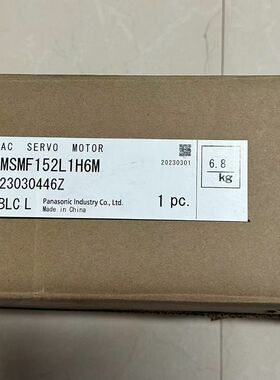 AC SERVO MOTOR
MSMF152L1H6M
20230301
6.8
kg
23030446Z
BLC L
Panasonic Industry Co., Ltd.
Made in China
1 pc.